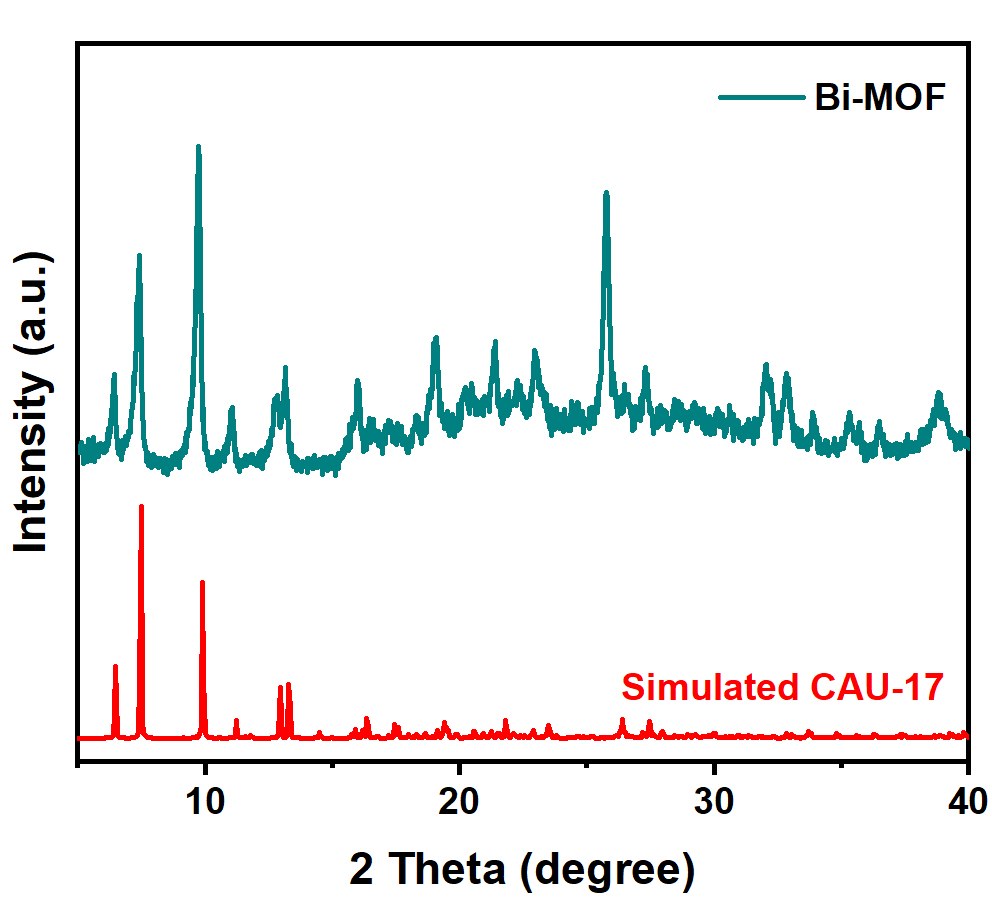 Bi-MOF
Intensity (a.u.)
Simulated CAU-17
10 20 30 40
2 Theta (degree)